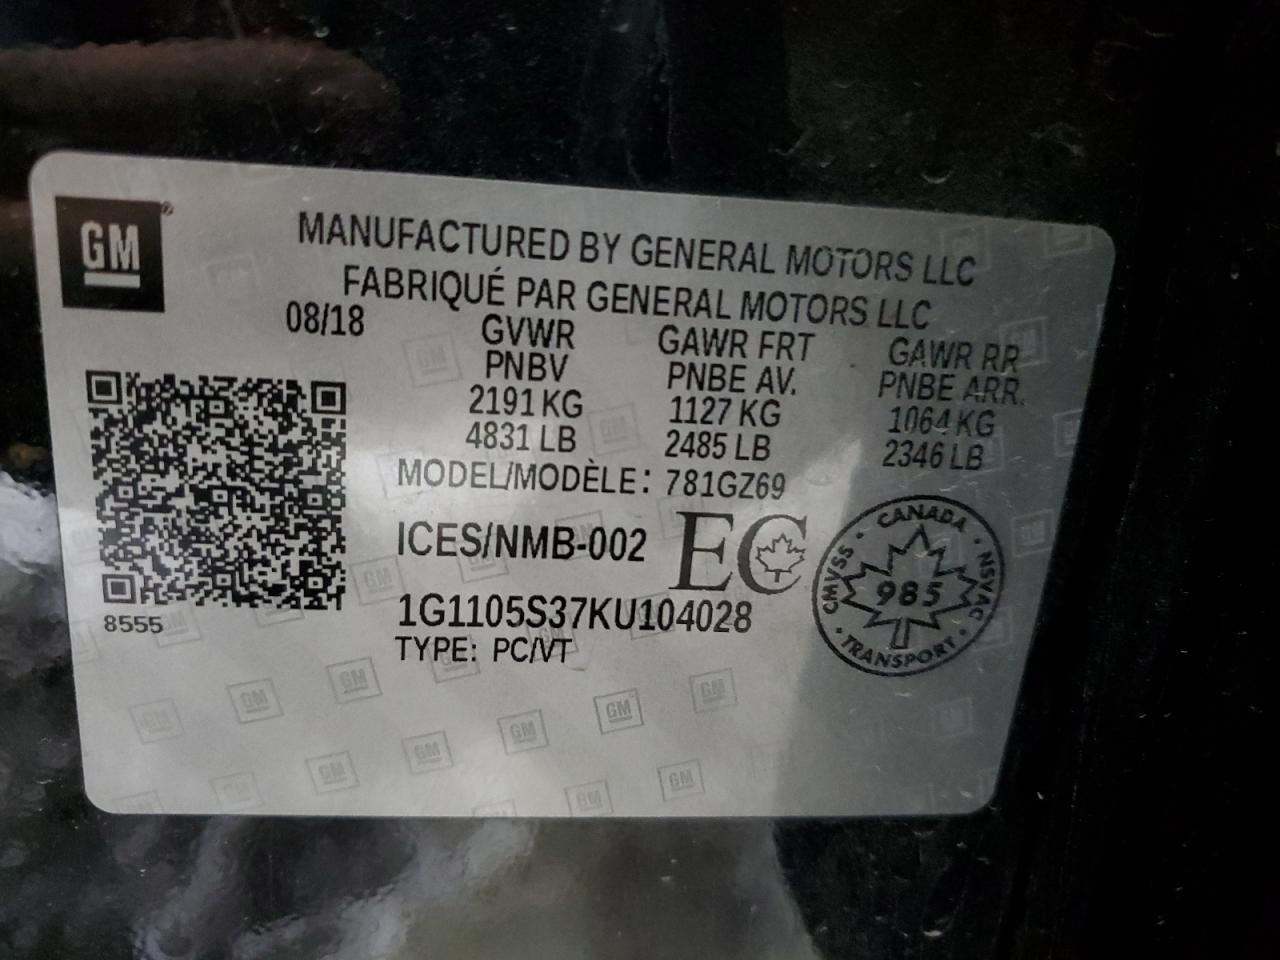 GM
MANUFACTURED BY GENERAL MOTORS LLC
FABRIQUÉ PAR GENERAL MOTORS LLC
08/18
GVWR GAWR FRT GAWR RR
PNBV PNBE AV. PNBE ARR.
2191 KG 1127 KG 1064 KG
4831 LB 2485 LB 2346 LB
MODEL/MODÈLE: 781GZ69
ICES/NMB-002 EC
1G1105S37KU104028
TYPE: PC/VT
8555
CANADA
CMVSS · NSVAC
985
TRANSPORT